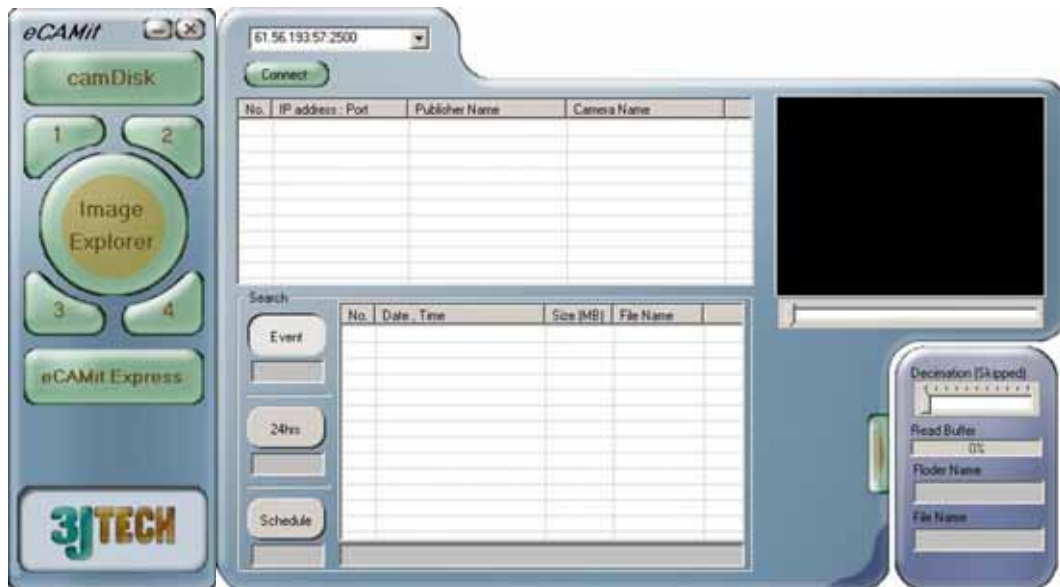 eCAMit
camDisk
1
2
Image
Explorer
3
4
eCAMit Express
3JTECH
61.56.193.57:2500
Connect
No. IP address : Port Publisher Name Camera Name
Search
No. Date , Time Size (MB) File Name
Event
24hrs
Schedule
Decimation (Skipped)
Read Buffer
0%
Floder Name
File Name